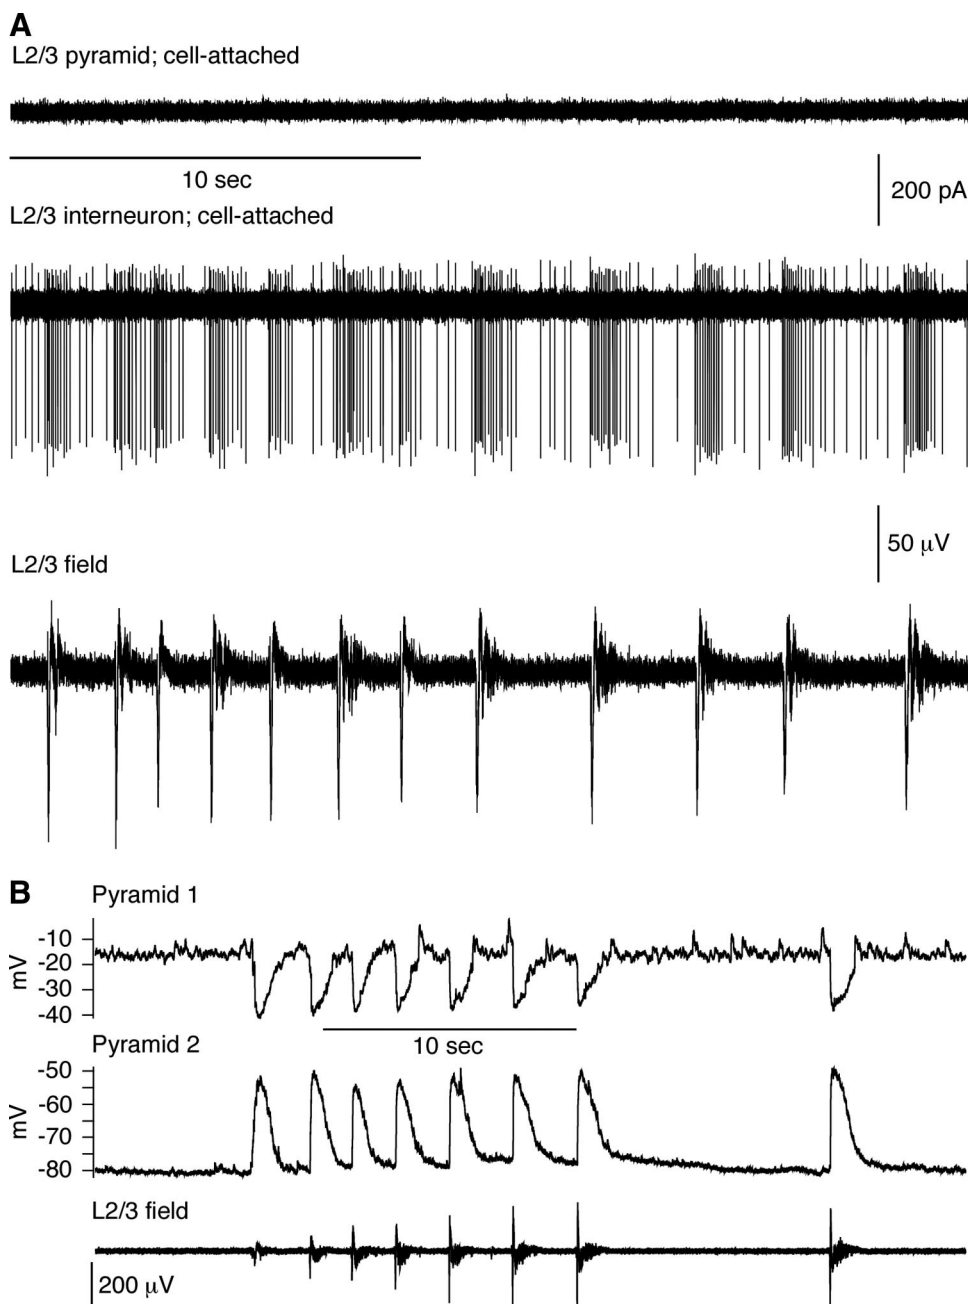 A
L2/3 pyramid; cell-attached
10 sec
200 pA
L2/3 interneuron; cell-attached
50 μV
L2/3 field
B
Pyramid 1
-10
-20
-30
-40
mV
10 sec
Pyramid 2
-50
-60
-70
-80
mV
L2/3 field
200 μV